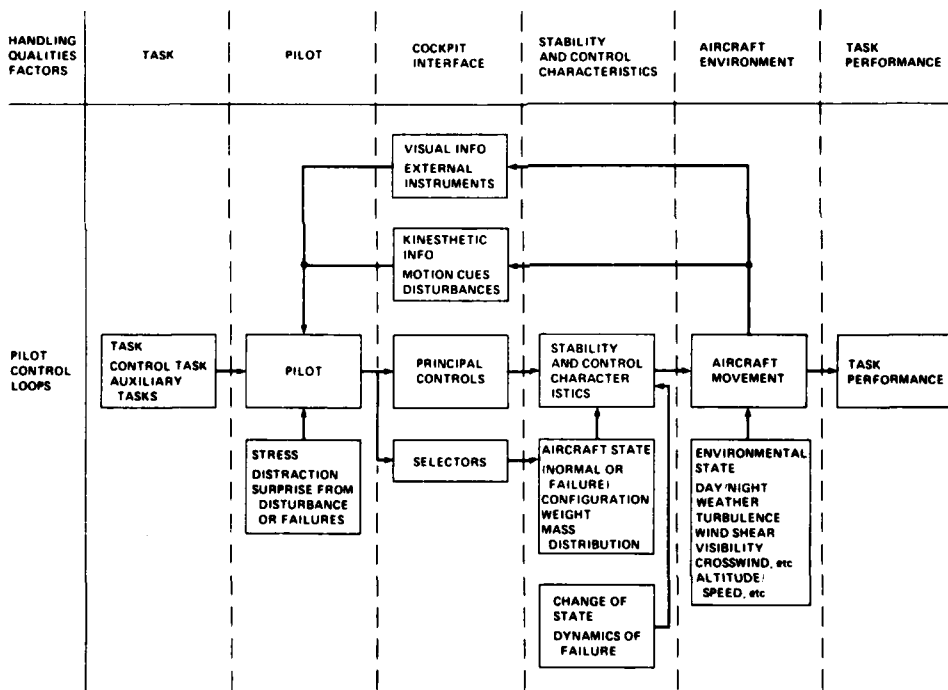 HANDLING
QUALITIES
FACTORS
TASK
PILOT
COCKPIT
INTERFACE
STABILITY
AND CONTROL
CHARACTERISTICS
AIRCRAFT
ENVIRONMENT
TASK
PERFORMANCE
VISUAL INFO
EXTERNAL
INSTRUMENTS
KINESTHETIC
INFO
MOTION CUES
DISTURBANCES
PILOT
CONTROL
LOOPS
TASK
CONTROL TASK
AUXILIARY
TASKS
PILOT
PRINCIPAL
CONTROLS
STABILITY
AND CONTROL
CHARACTER
ISTICS
AIRCRAFT
MOVEMENT
TASK
PERFORMANCE
STRESS
DISTRACTION
SURPRISE FROM
DISTURBANCE
OR FAILURES
SELECTORS
AIRCRAFT STATE
(NORMAL OR
FAILURE)
CONFIGURATION
WEIGHT
MASS
DISTRIBUTION
ENVIRONMENTAL
STATE
DAY/NIGHT
WEATHER
TURBULENCE
WIND SHEAR
VISIBILITY
CROSSWIND, etc
ALTITUDE/
SPEED, etc
CHANGE OF
STATE
DYNAMICS OF
FAILURE